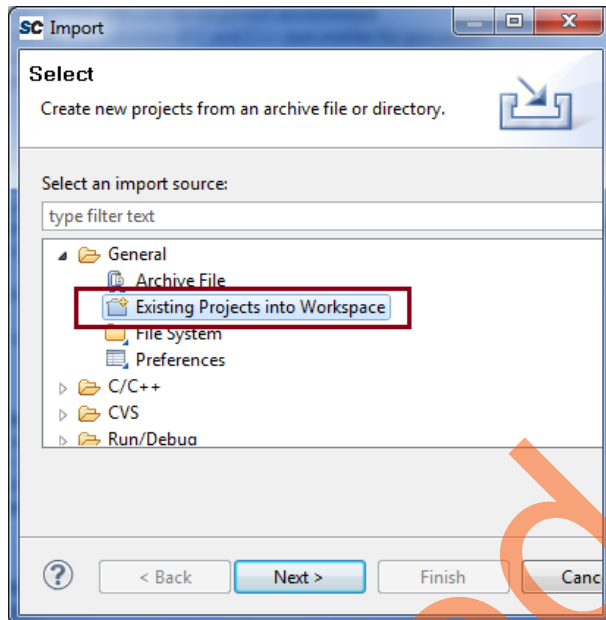 SC Import
Select
Create new projects from an archive file or directory.
Select an import source:
type filter text
General
Archive File
Existing Projects into Workspace
File System
Preferences
C/C++
CVS
Run/Debug
?
< Back
Next >
Finish
Canc